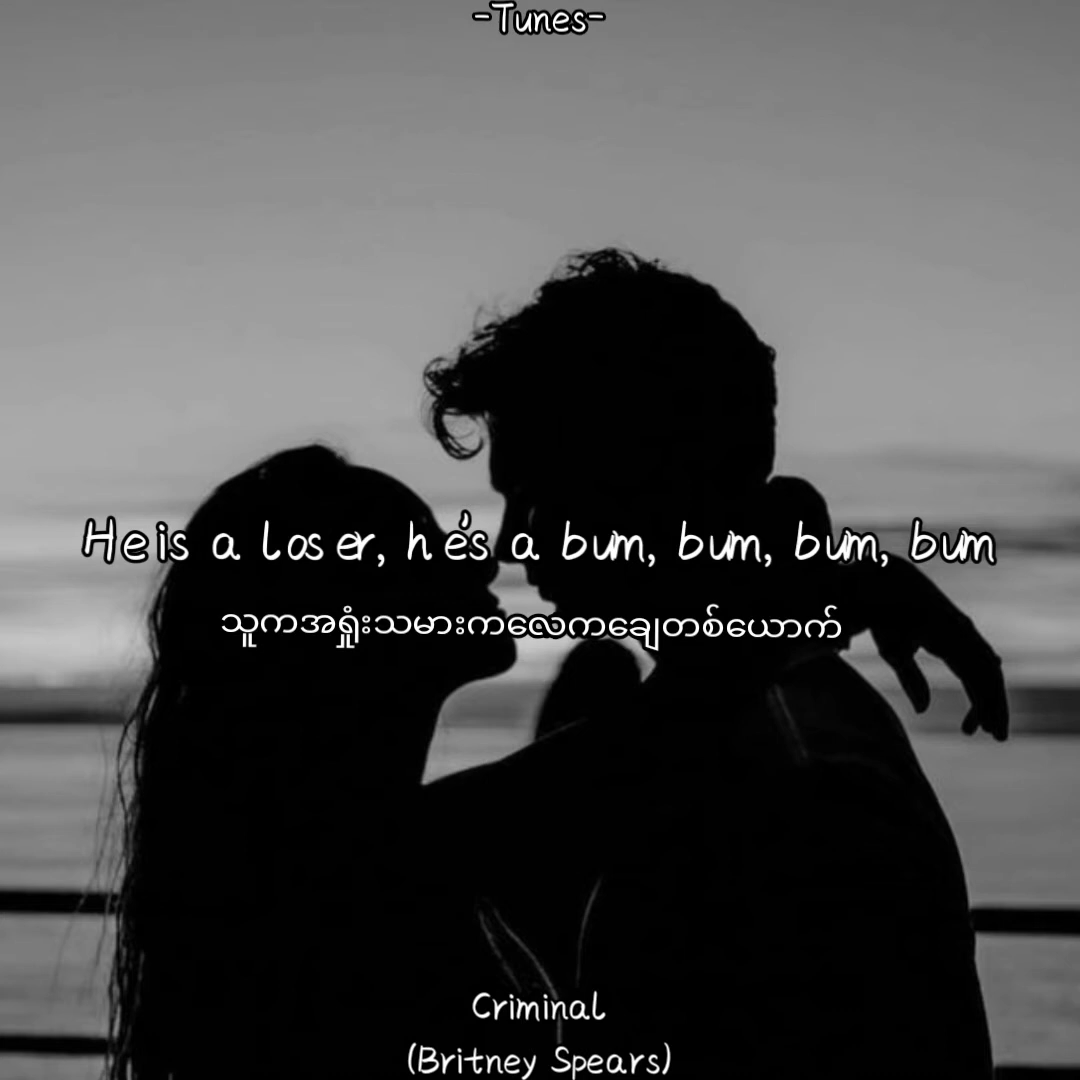 -Tunes-
He is a loser, he's a bum, bum, bum, bum
သူကအရှုံးသမားကလေကချေတစ်ယောက်
Criminal
(Britney Spears)